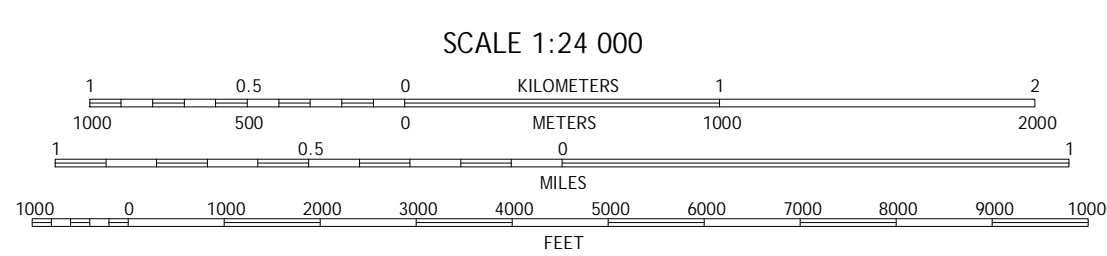 SCALE 1:24 000
1 0.5 0 KILOMETERS 1 2
1000 500 0 METERS 1000 2000
1 0.5 0 1
MILES
1000 0 1000 2000 3000 4000 5000 6000 7000 8000 9000 1000
FEET